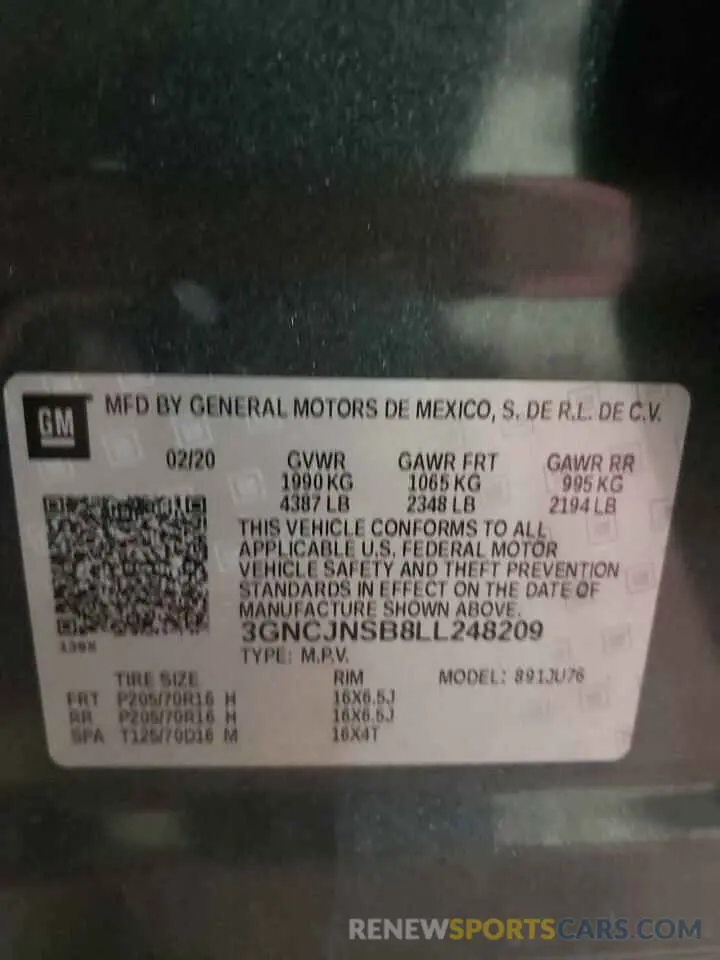 GM MFD BY GENERAL MOTORS DE MEXICO, S. DE R.L. DE C.V.
02/20 GVWR GAWR FRT GAWR RR
1990 KG 1065 KG 995 KG
4387 LB 2348 LB 2194 LB
THIS VEHICLE CONFORMS TO ALL
APPLICABLE U.S. FEDERAL MOTOR
VEHICLE SAFETY AND THEFT PREVENTION
STANDARDS IN EFFECT ON THE DATE OF
MANUFACTURE SHOWN ABOVE.
3GNCJNSB8LL248209
TYPE: M.P.V.
TIRE SIZE RIM MODEL: 891JU76
FRT P205/70R16 H 16X6.5J
RR P205/70R16 H 16X6.5J
SPA T125/70D16 M 16X4T
RENEWSPORTSCARS.COM